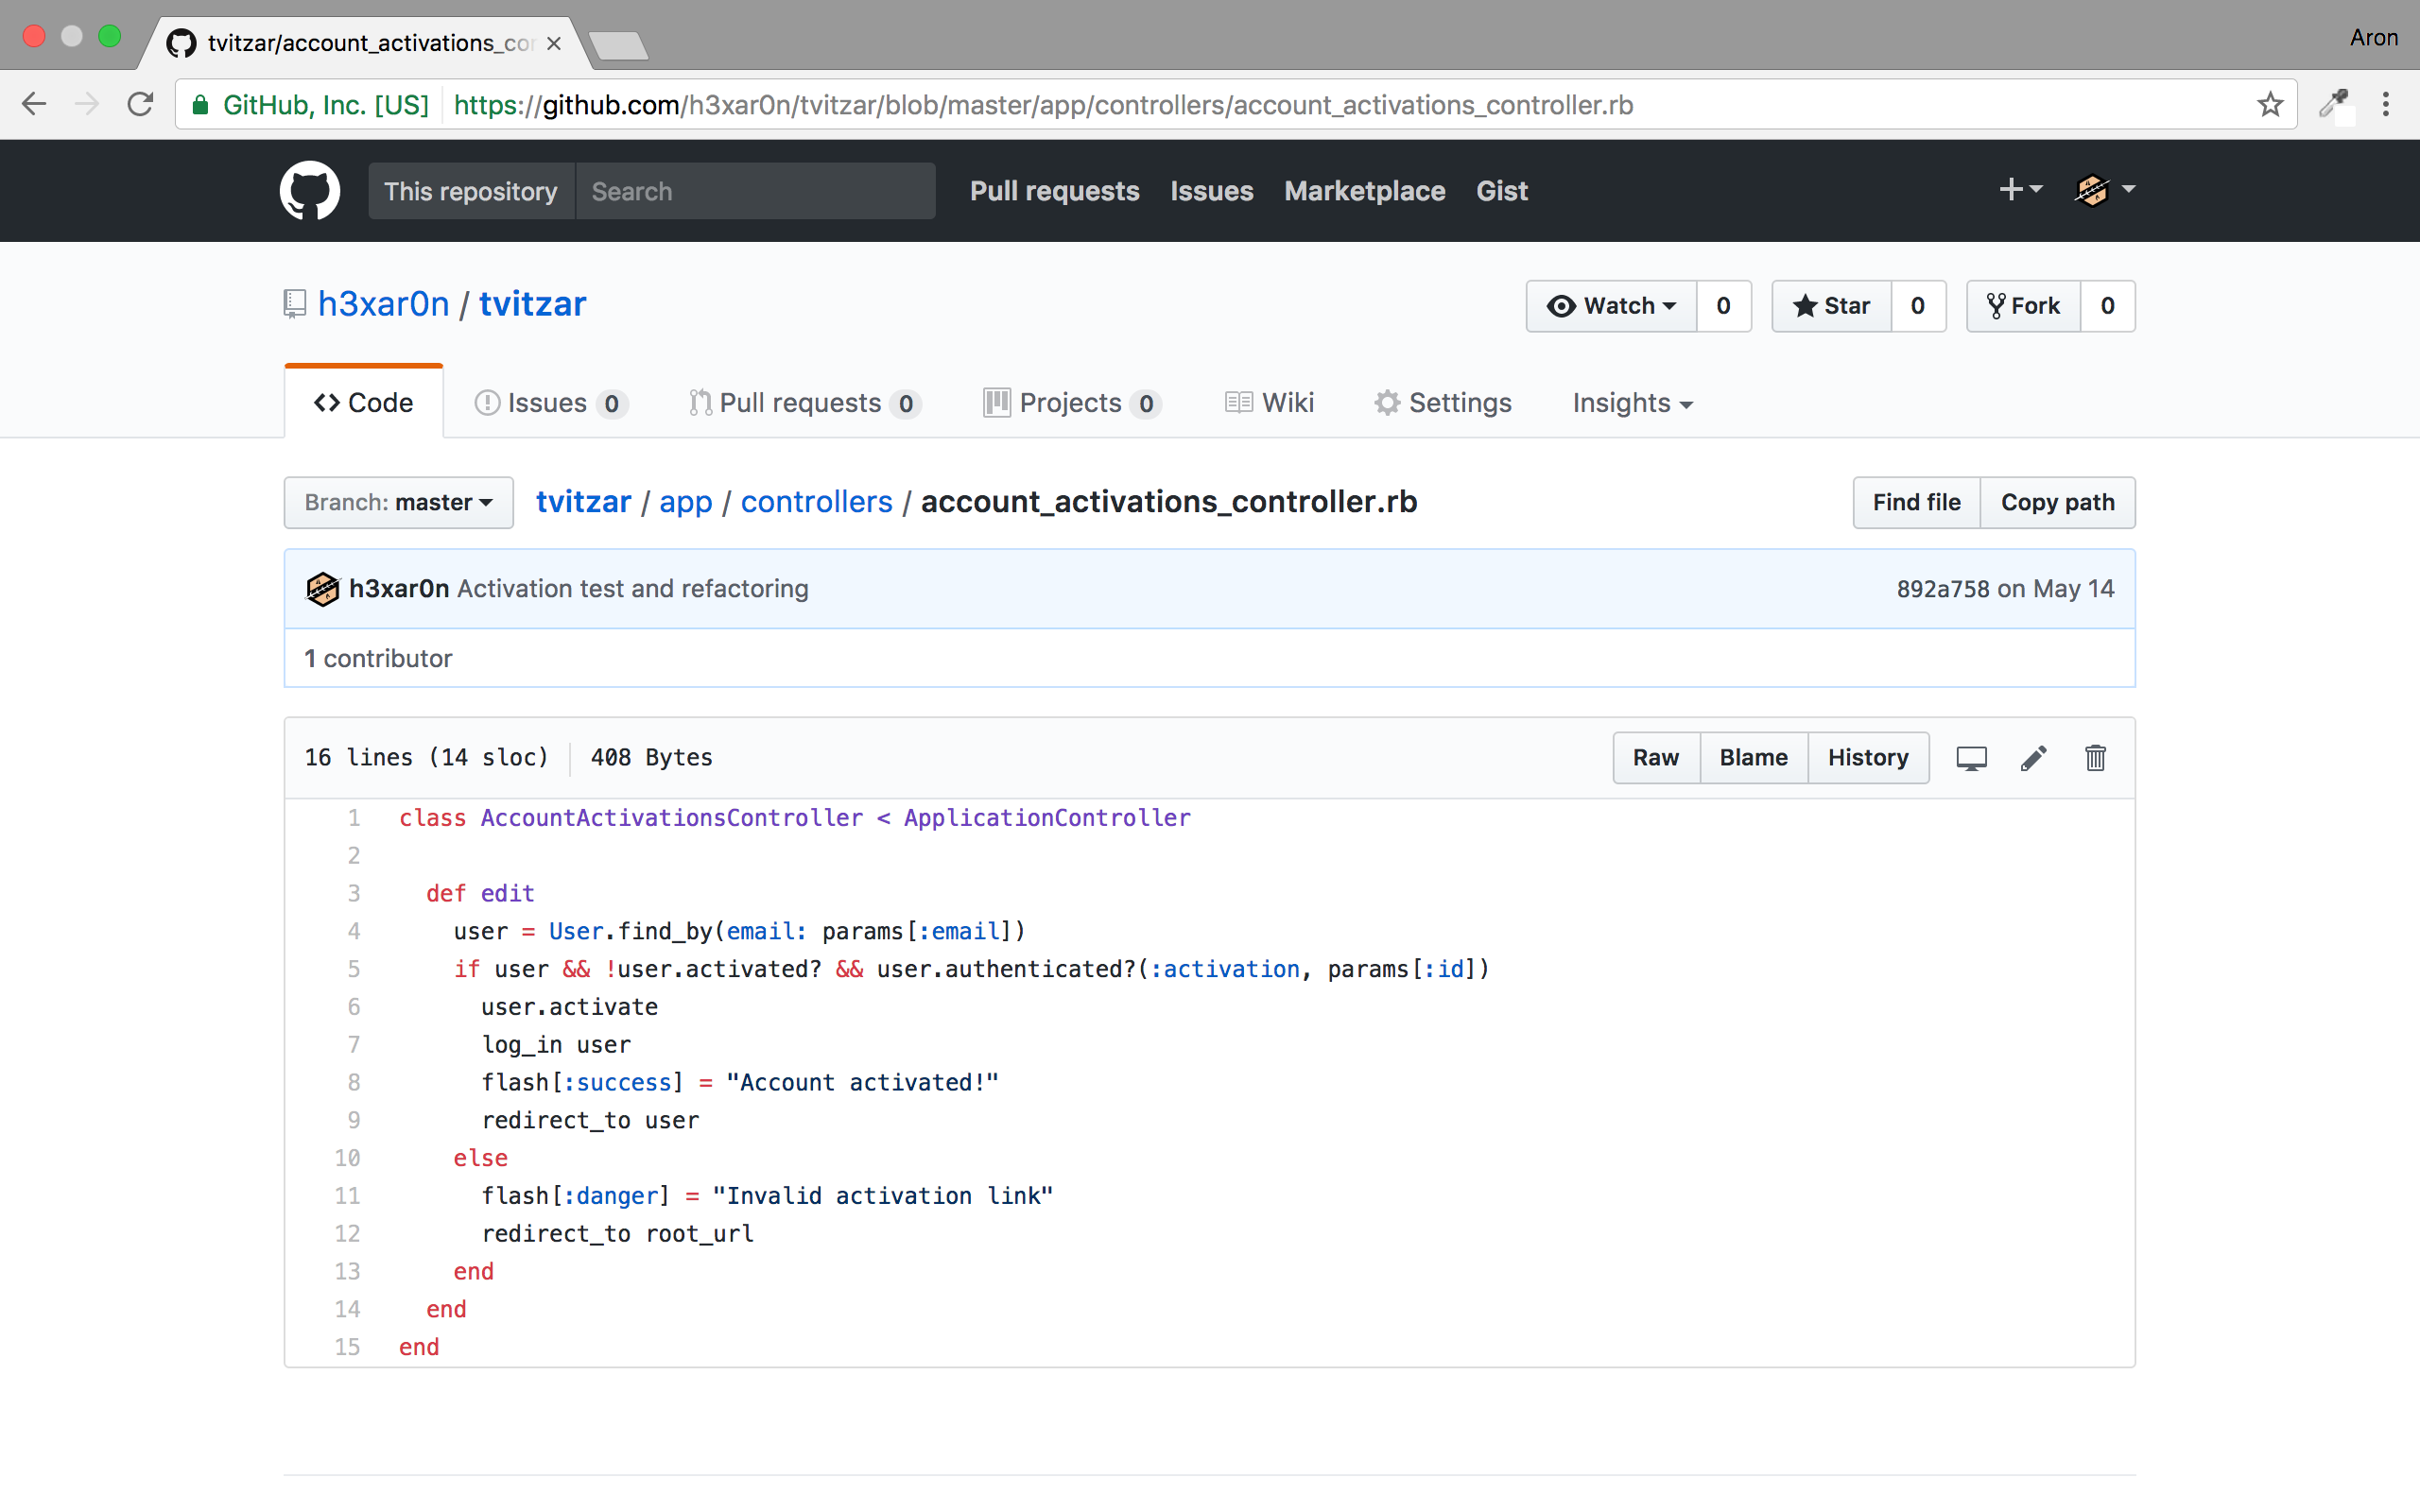 tvitzar/account_activations_co
Aron
GitHub, Inc. [US] https://github.com/h3xar0n/tvitzar/blob/master/app/controllers/account_activations_controller.rb
This repository Search Pull requests Issues Marketplace Gist
h3xar0n / tvitzar
Watch 0 Star 0 Fork 0
Code Issues 0 Pull requests 0 Projects 0 Wiki Settings Insights
Branch: master tvitzar / app / controllers / account_activations_controller.rb Find file Copy path
h3xar0n Activation test and refactoring 892a758 on May 14
1 contributor
16 lines (14 sloc) 408 Bytes Raw Blame History
1 class AccountActivationsController < ApplicationController
2
3   def edit
4     user = User.find_by(email: params[:email])
5     if user && !user.activated? && user.authenticated?(:activation, params[:id])
6       user.activate
7       log_in user
8       flash[:success] = "Account activated!"
9       redirect_to user
10     else
11       flash[:danger] = "Invalid activation link"
12       redirect_to root_url
13     end
14   end
15 end